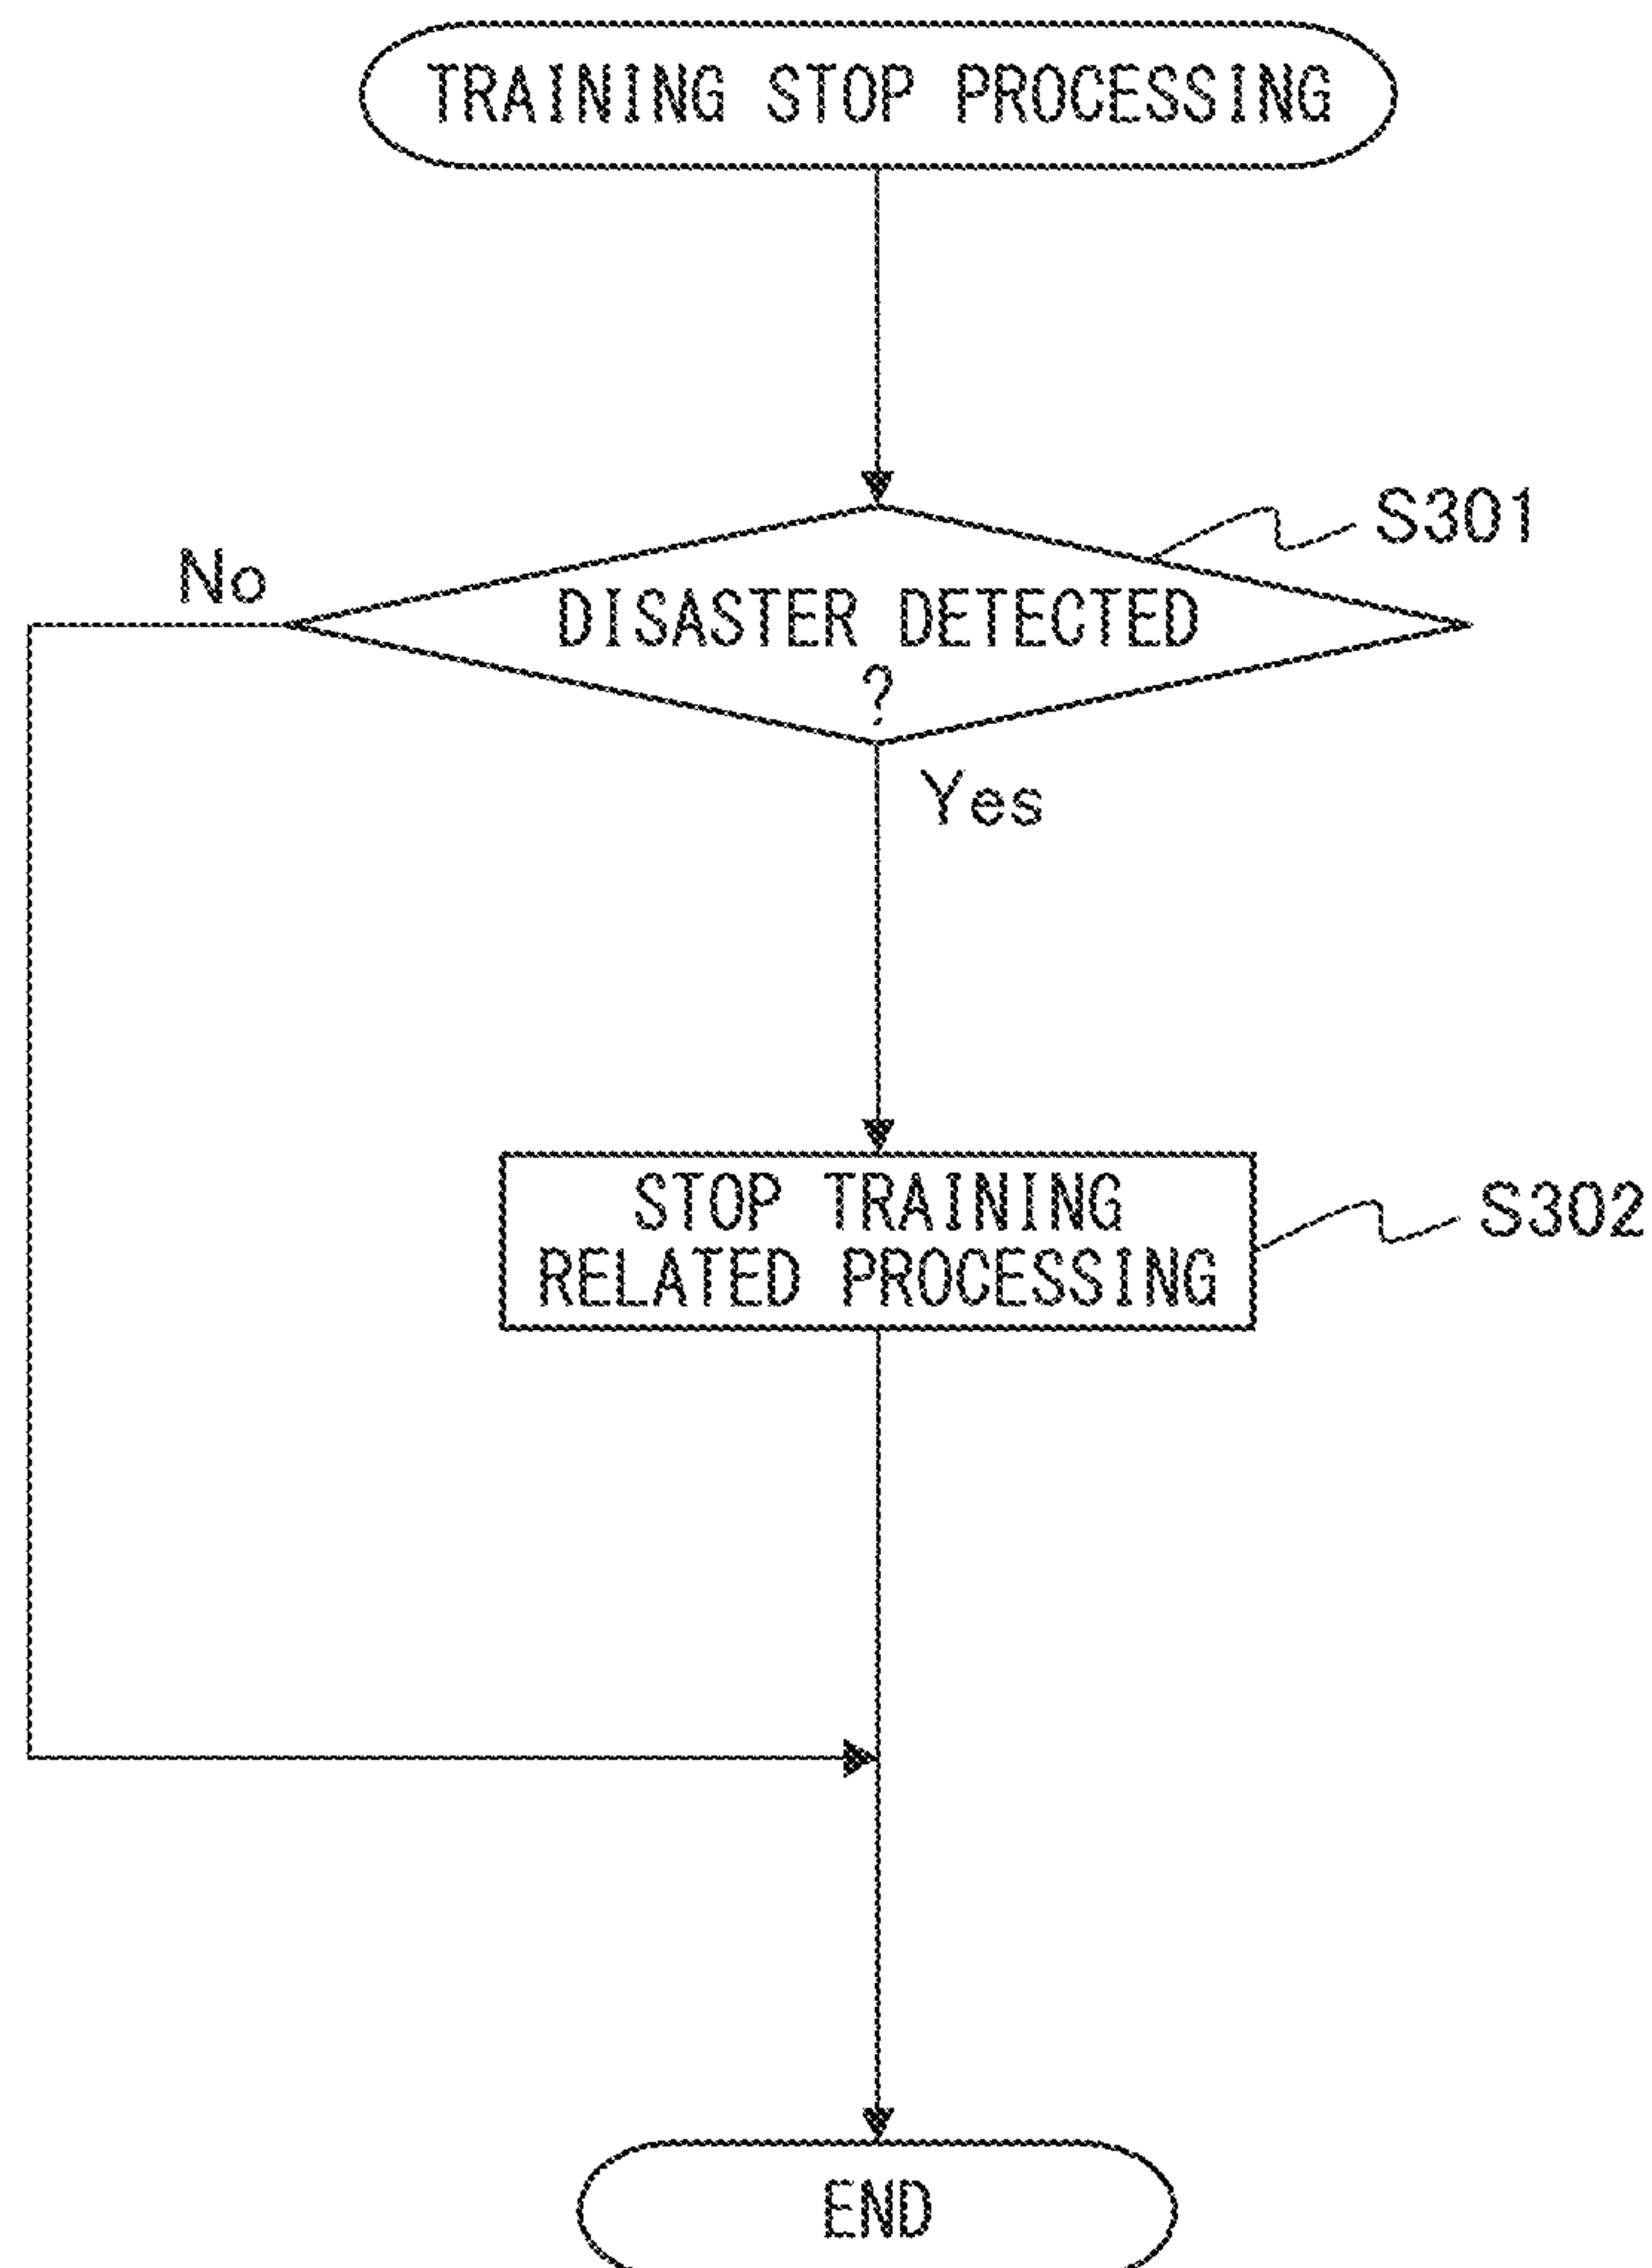 TRAINING STOP PROCESSING
S301
No
DISASTER DETECTED
?
Yes
STOP TRAINING
S302
RELATED PROCESSING
END